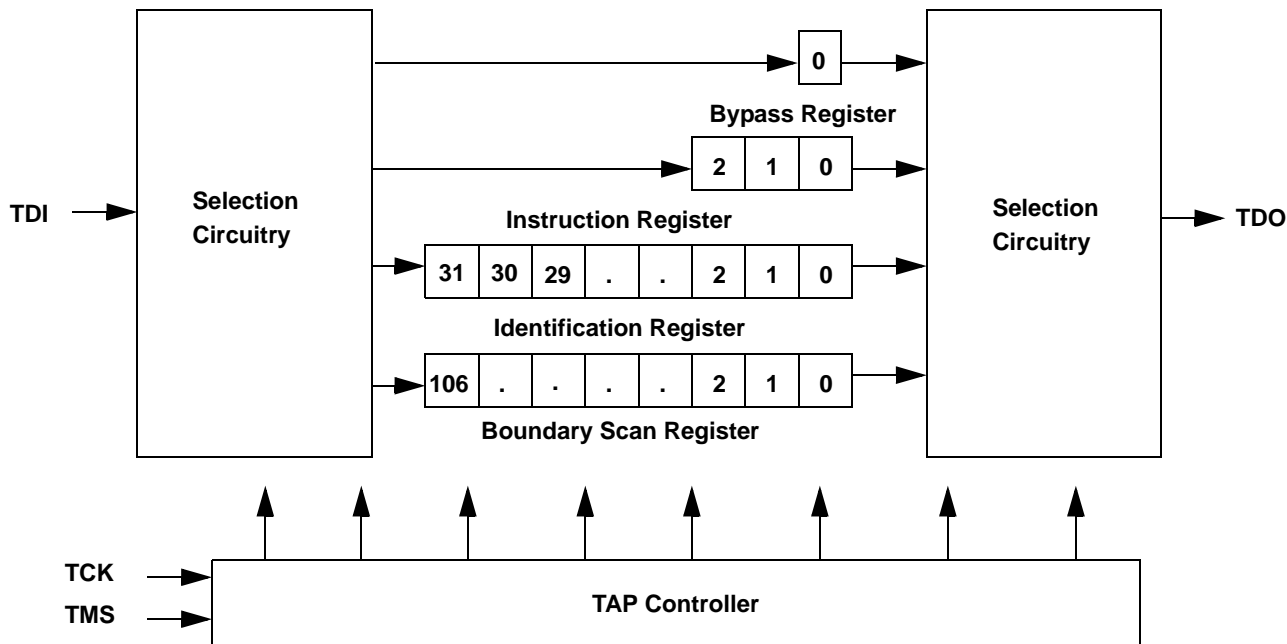 0
Bypass Register
2 1 0
Selection
Circuitry
TDI
Selection
Circuitry
TDO
Instruction Register
31 30 29 . . 2 1 0
Identification Register
106 . . . . 2 1 0
Boundary Scan Register
TCK
TMS
TAP Controller